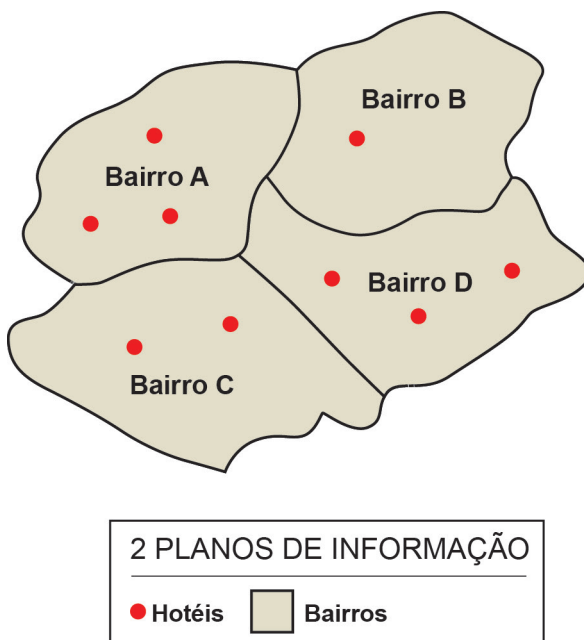 Bairro B
Bairro A
Bairro D
Bairro C
2 PLANOS DE INFORMAÇÃO
Hotéis Bairros